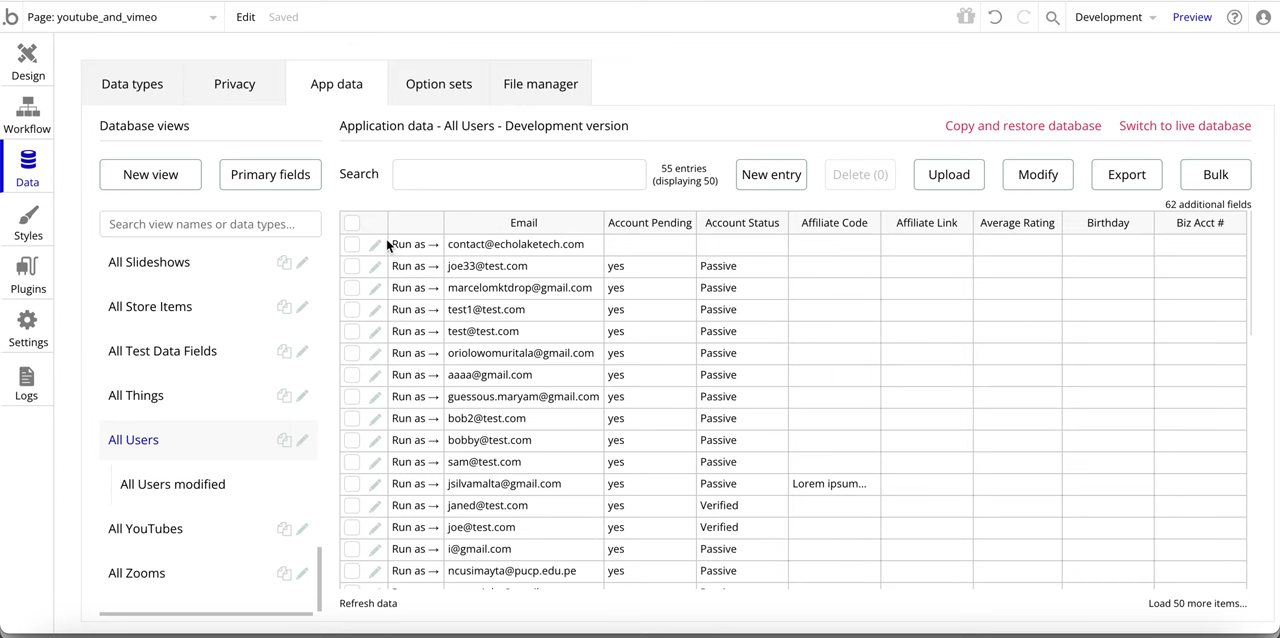 .b Page: youtube_and_vimeo Edit Saved Development Preview
Design
Workflow
Data
Styles
Plugins
Settings
Logs
Data types Privacy App data Option sets File manager
Database views
New view Primary fields
Search view names or data types...
All Slideshows
All Store Items
All Test Data Fields
All Things
All Users
All Users modified
All YouTubes
All Zooms
Application data - All Users - Development version Copy and restore database Switch to live database
Search 55 entries
(displaying 50)
New entry Delete (0) Upload Modify Export Bulk
62 additional fields
Email Account Pending Account Status Affiliate Code Affiliate Link Average Rating Birthday Biz Acct #
Run as → contact@echolaketech.com
Run as → joe33@test.com yes Passive
Run as → marcelomktdrop@gmail.com yes Passive
Run as → test1@test.com yes Passive
Run as → test@test.com yes Passive
Run as → oriolowomuritala@gmail.com yes Passive
Run as → aaaa@gmail.com yes Passive
Run as → guessous.maryam@gmail.com yes Passive
Run as → bob2@test.com yes Passive
Run as → bobby@test.com yes Passive
Run as → sam@test.com yes Passive
Run as → jsilvamalta@gmail.com yes Passive Lorem ipsum...
Run as → janed@test.com yes Verified
Run as → joe@test.com yes Verified
Run as → i@gmail.com yes Passive
Run as → ncusimayta@pucp.edu.pe yes Passive
Refresh data Load 50 more items...